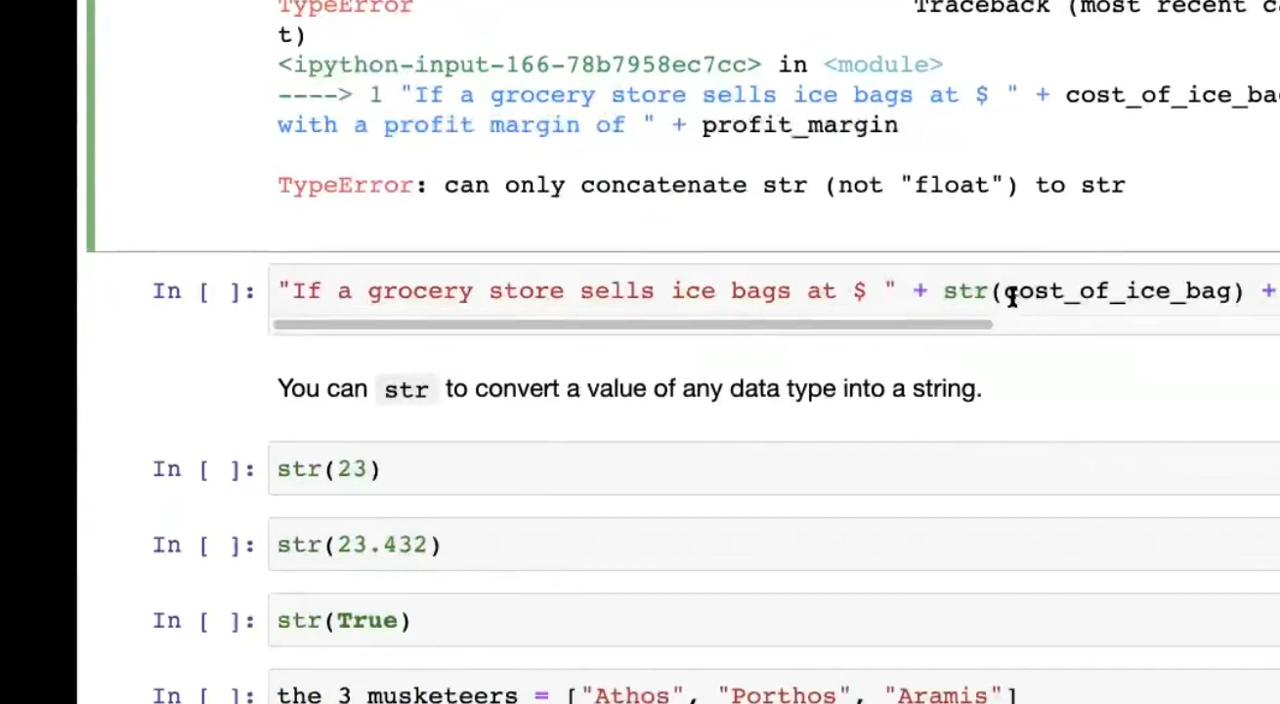 TypeError Traceback (most recent ca
t)
<ipython-input-166-78b7958ec7cc> in <module>
----> 1 "If a grocery store sells ice bags at $ " + cost_of_ice_ba
with a profit margin of " + profit_margin
TypeError: can only concatenate str (not "float") to str
In [ ]: "If a grocery store sells ice bags at $ " + str(cost_of_ice_bag) +
You can str to convert a value of any data type into a string.
In [ ]: str(23)
In [ ]: str(23.432)
In [ ]: str(True)
In [ ]: the_3_musketeers = ["Athos", "Porthos", "Aramis"]